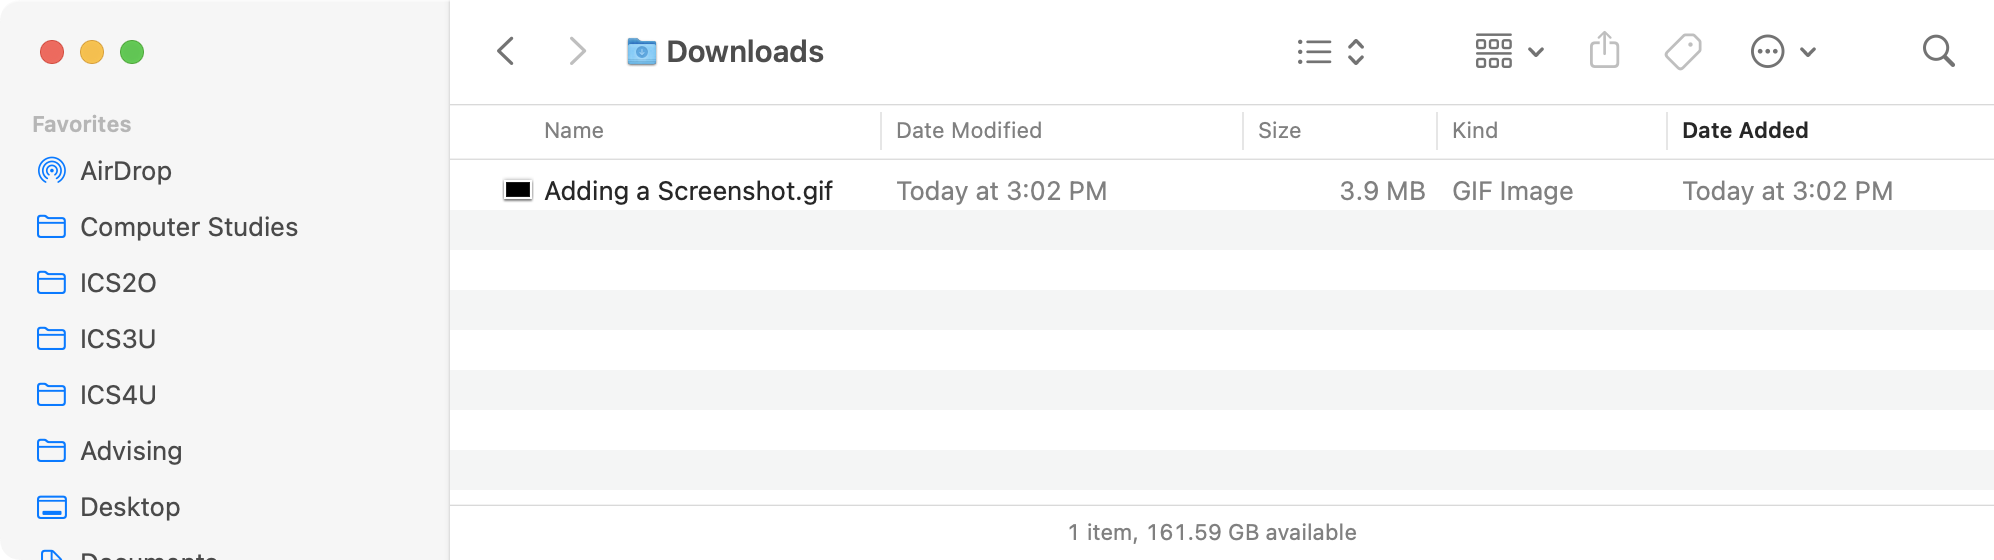 Downloads
Favorites
AirDrop
Computer Studies
ICS2O
ICS3U
ICS4U
Advising
Desktop
Documents
Name Date Modified Size Kind Date Added
Adding a Screenshot.gif Today at 3:02 PM 3.9 MB GIF Image Today at 3:02 PM
1 item, 161.59 GB available